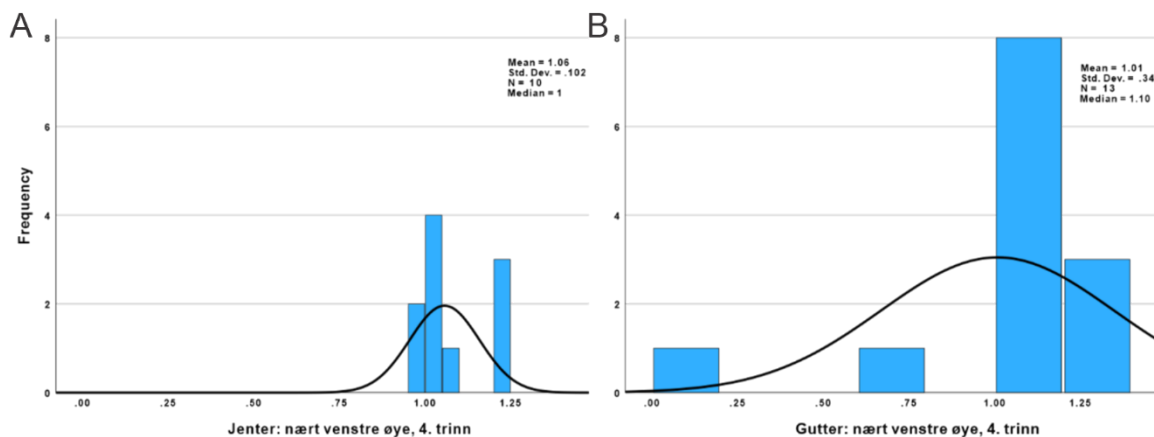 A
8
6
4
2
0
Frequency
Mean = 1.06
Std. Dev. = .102
N = 10
Median = 1
.00 .25 .50 .75 1.00 1.25
Jenter: nært venstre øye, 4. trinn
B
8
6
4
2
0
Mean = 1.01
Std. Dev. = .34
N = 13
Median = 1.10
.00 .25 .50 .75 1.00 1.25
Gutter: nært venstre øye, 4. trinn